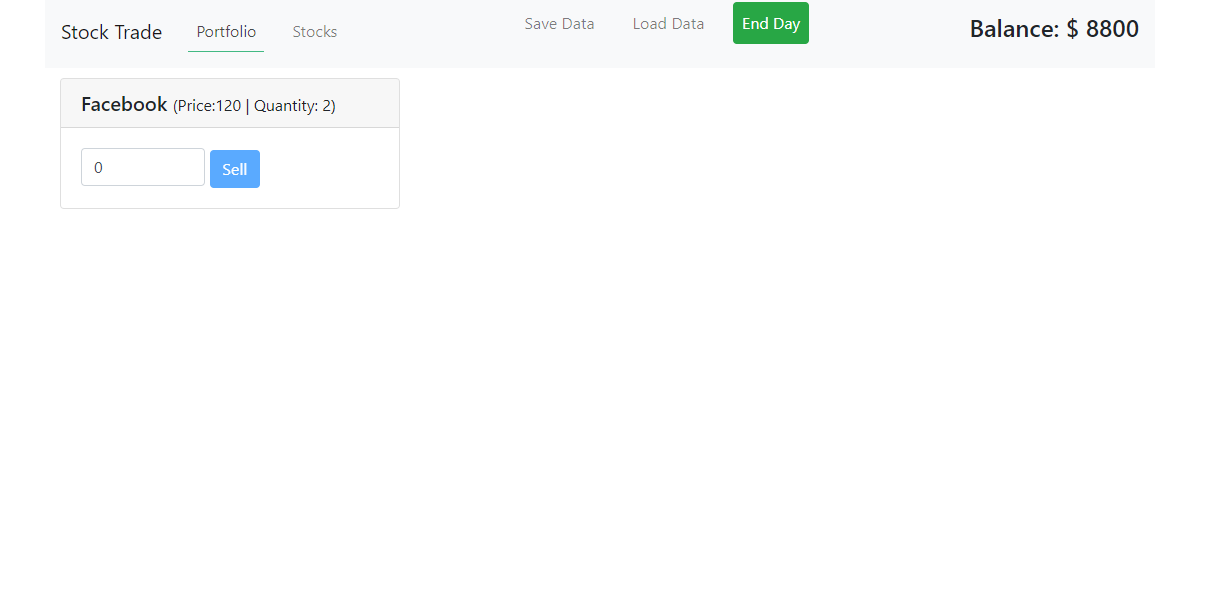 Stock Trade Portfolio Stocks Save Data Load Data End Day Balance: $ 8800
Facebook (Price:120 | Quantity: 2)
0 Sell